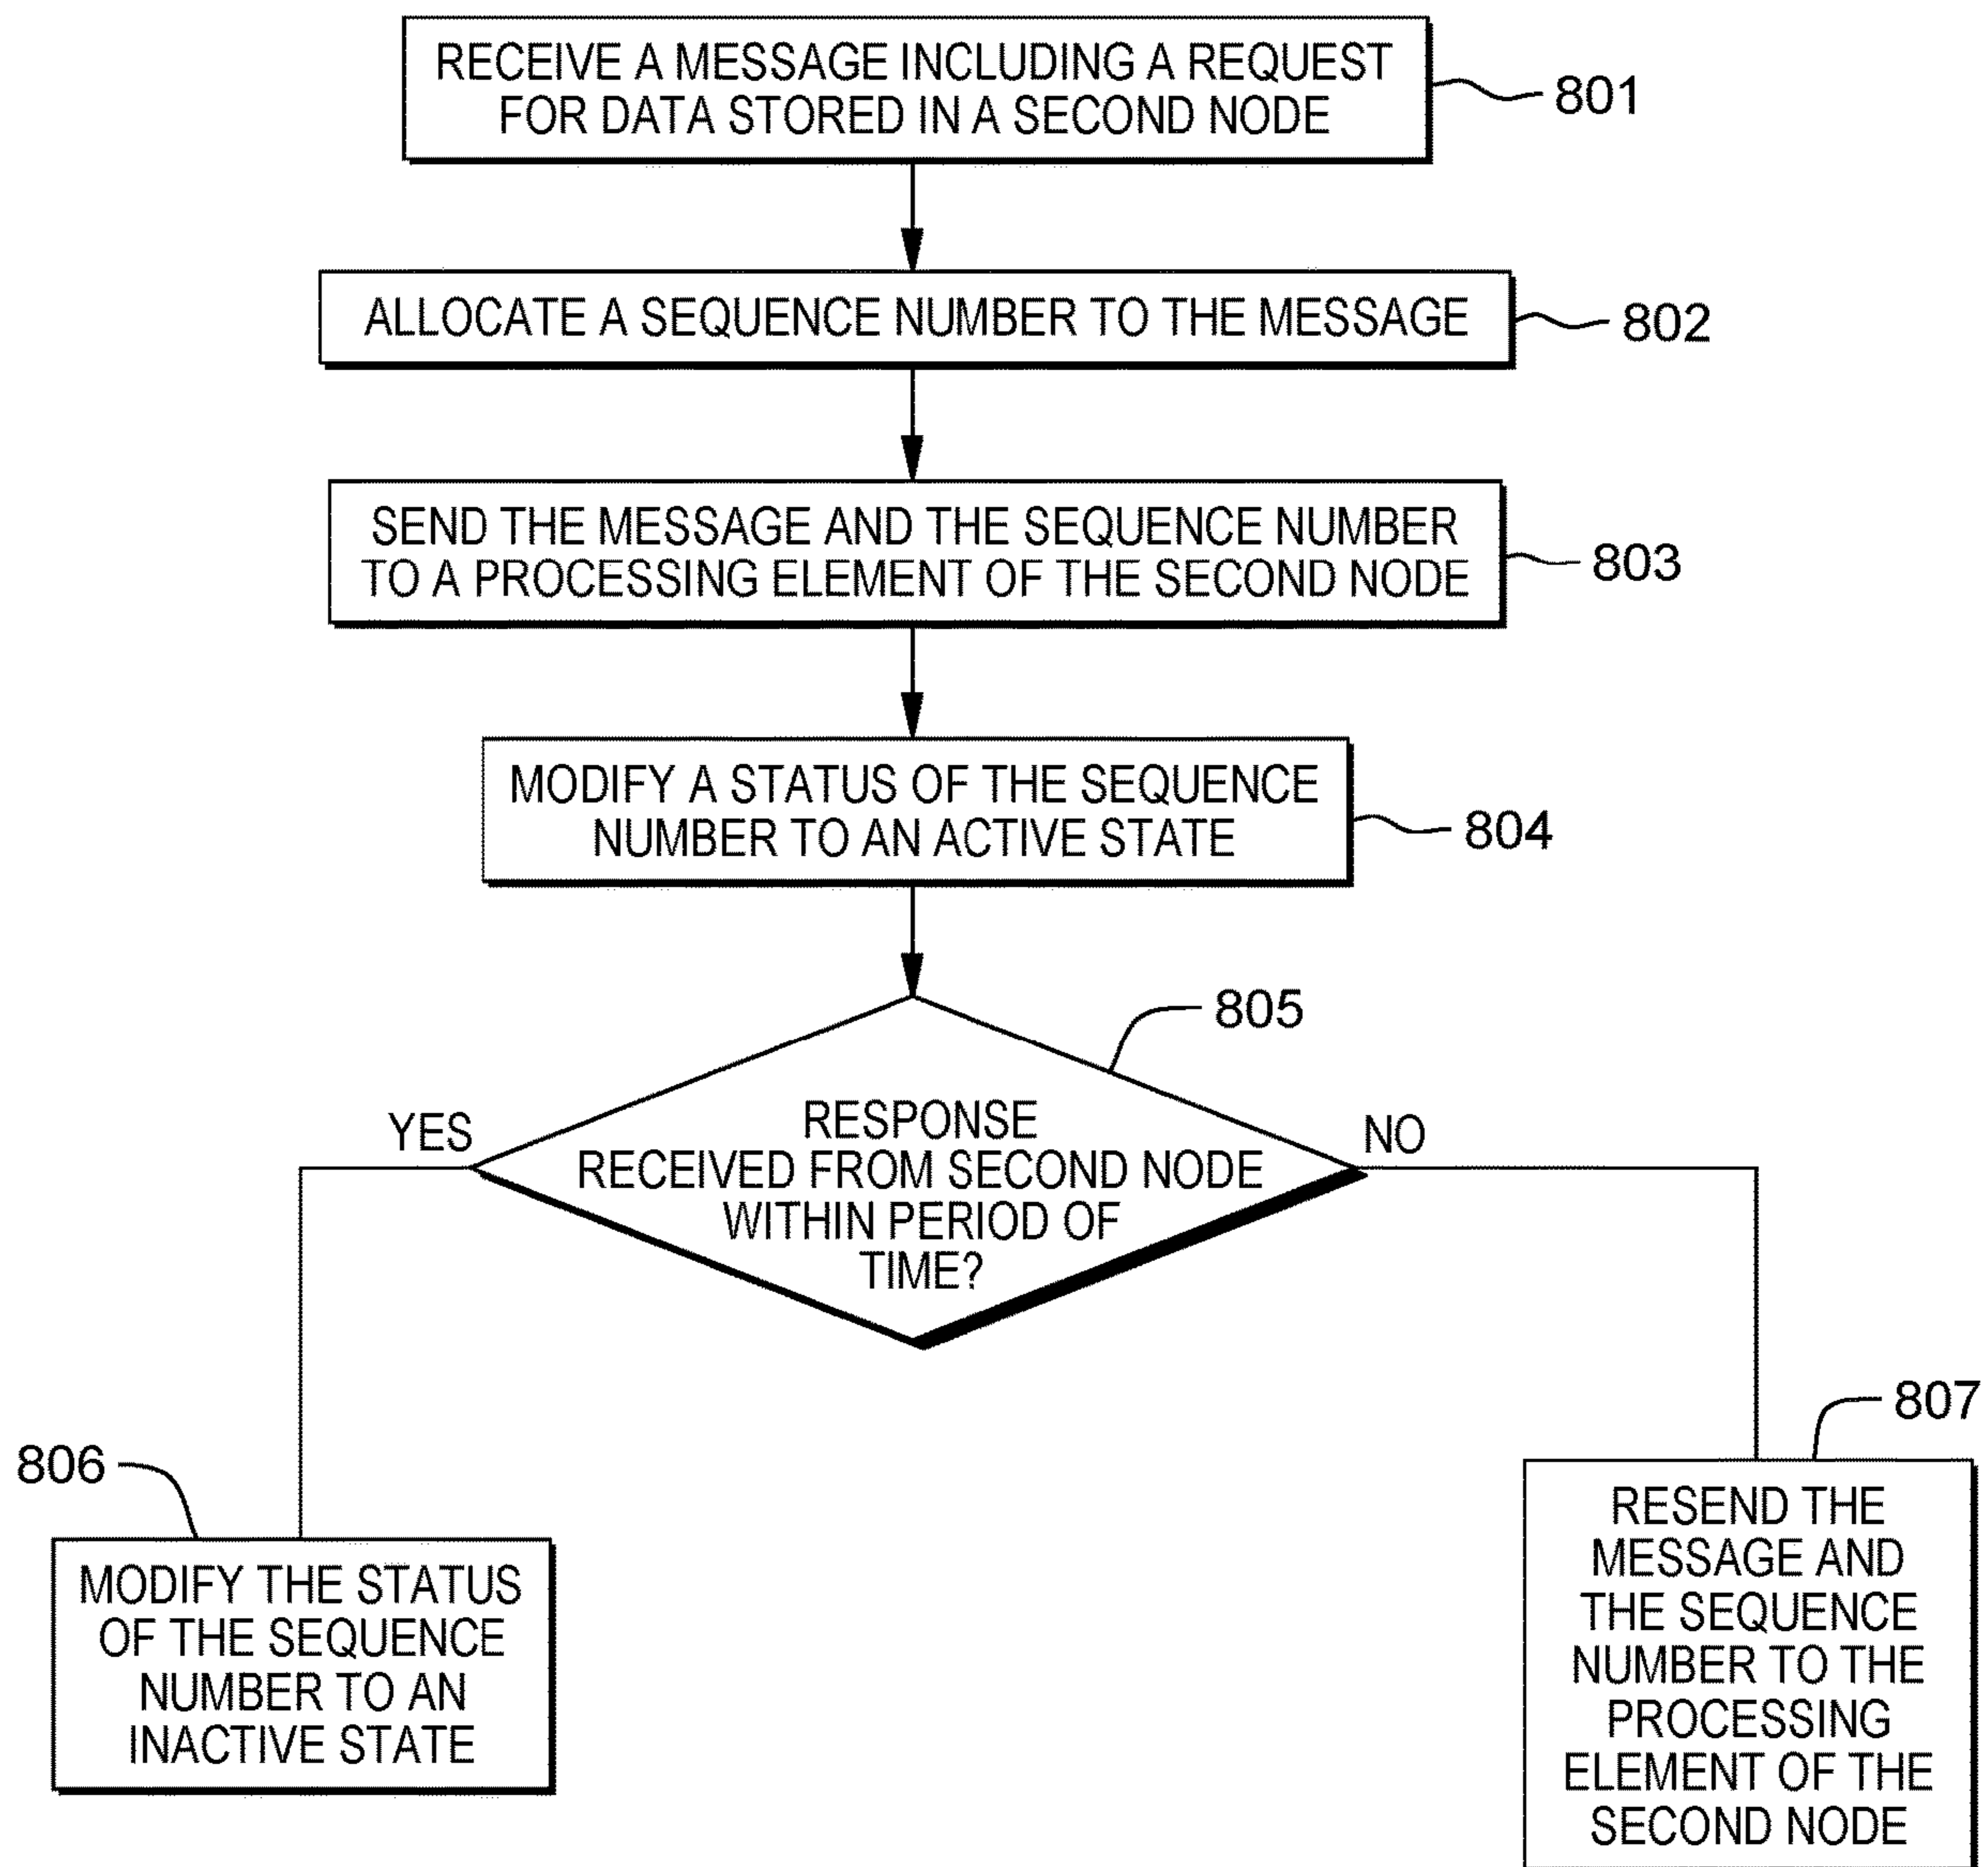 RECEIVE A MESSAGE INCLUDING A REQUEST
FOR DATA STORED IN A SECOND NODE
801
ALLOCATE A SEQUENCE NUMBER TO THE MESSAGE
802
SEND THE MESSAGE AND THE SEQUENCE NUMBER
TO A PROCESSING ELEMENT OF THE SECOND NODE
803
MODIFY A STATUS OF THE SEQUENCE
NUMBER TO AN ACTIVE STATE
804
805
YES
RESPONSE
RECEIVED FROM SECOND NODE
WITHIN PERIOD OF
TIME?
NO
806
MODIFY THE STATUS
OF THE SEQUENCE
NUMBER TO AN
INACTIVE STATE
807
RESEND THE
MESSAGE AND
THE SEQUENCE
NUMBER TO THE
PROCESSING
ELEMENT OF THE
SECOND NODE